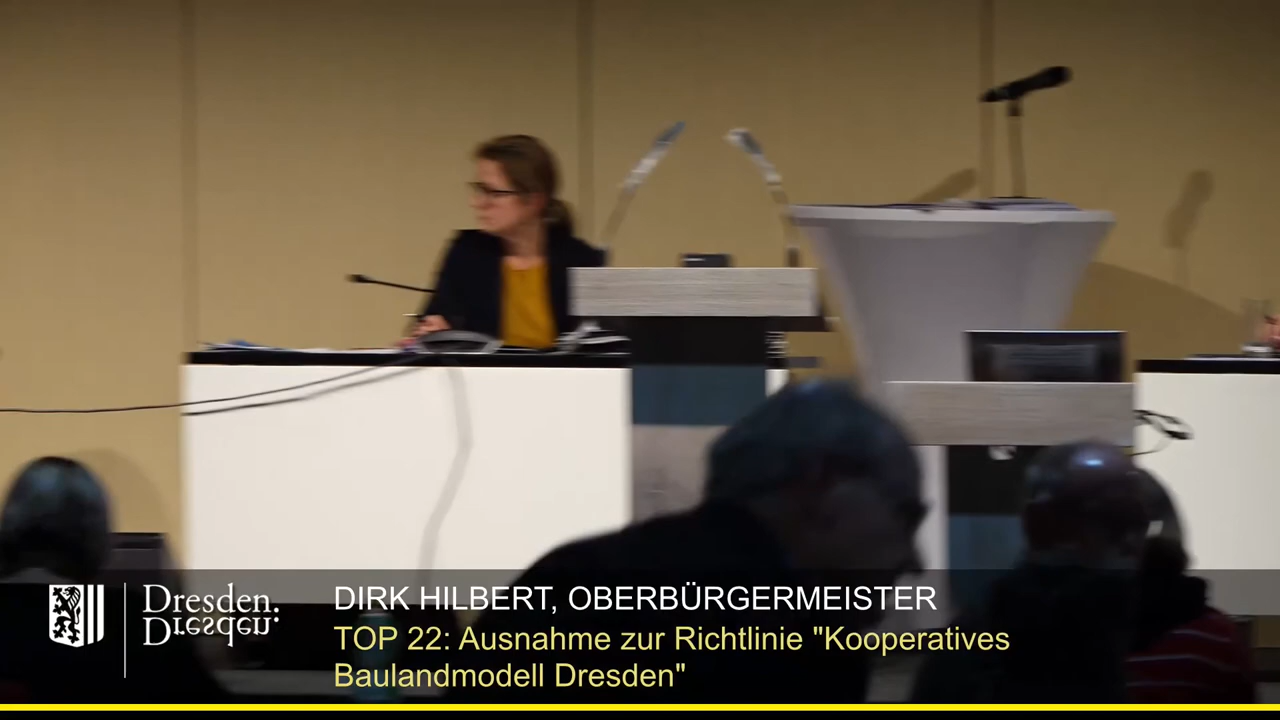 Dresden.
Dresden.
DIRK HILBERT, OBERBÜRGERMEISTER
TOP 22: Ausnahme zur Richtlinie "Kooperatives
Baulandmodell Dresden"